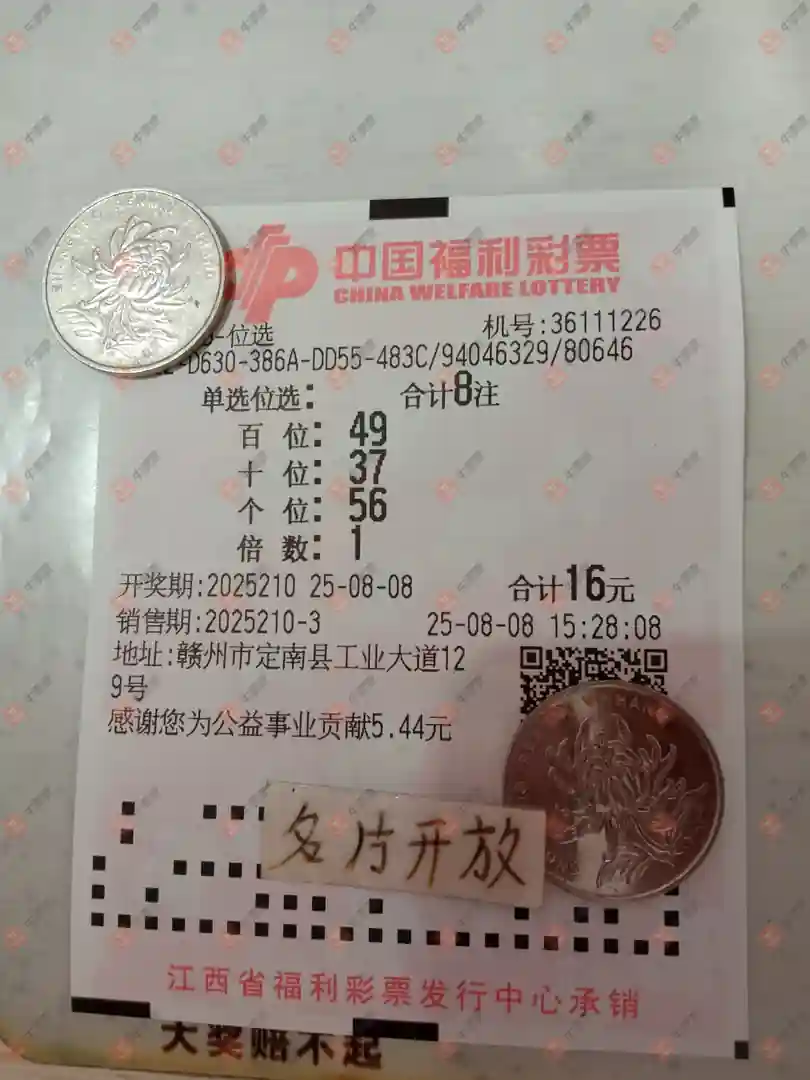 中国福利彩票
CHINA WELFARE LOTTERY
-位选 机号:36111226
-D630-386A-DD55-483C/94046329/80646
单选位选: 合计8注
百 位: 49
十 位: 37
个 位: 56
倍 数: 1
开奖期:2025210 25-08-08 合计16元
销售期:2025210-3 25-08-08 15:28:08
地址:赣州市定南县工业大道12
9号
感谢您为公益事业贡献5.44元
名片开放
江西省福利彩票发行中心承销
大奖赔不起